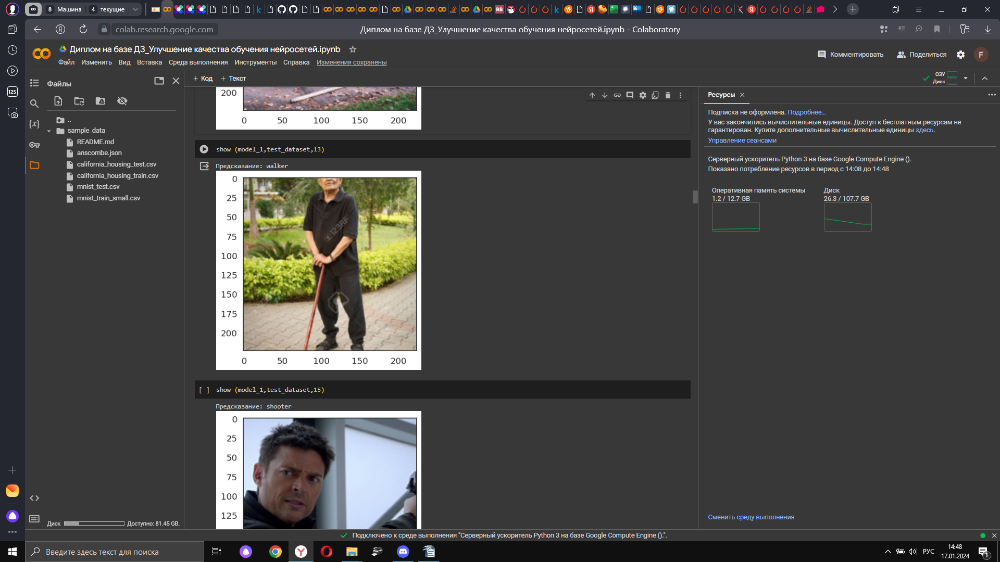 8 Машина 4 текущие
colab.research.google.com
Диплом на базе ДЗ_Улучшение качества обучения нейросетей.ipynb - Colaboratory
Диплом на базе ДЗ_Улучшение качества обучения нейросетей.ipynb
Файл Изменить Вид Вставка Среда выполнения Инструменты Справка Изменения сохранены
Комментировать Поделиться F
125
Файлы
+ Код + Текст
ОЗУ
Диск
..
sample_data
README.md
anscombe.json
california_housing_test.csv
california_housing_train.csv
mnist_test.csv
mnist_train_small.csv
Диск Доступно: 81.45 GB.
200
0 50 100 150 200
show (model_1,test_dataset,13)
Предсказание: walker
0
25
50
75
100
125
150
175
200
0 50 100 150 200
123RF
[ ] show (model_1,test_dataset,15)
Предсказание: shooter
0
25
50
75
100
125
Ресурсы
Подписка не оформлена. Подробнее…
У вас закончились вычислительные единицы. Доступ к бесплатным ресурсам не
гарантирован. Купите дополнительные вычислительные единицы здесь.
Управление сеансами
Серверный ускоритель Python 3 на базе Google Compute Engine ().
Показано потребление ресурсов в период с 14:08 до 14:48
Оперативная память системы
1.2 / 12.7 GB
Диск
26.3 / 107.7 GB
Сменить среду выполнения
Подключено к среде выполнения "Серверный ускоритель Python 3 на базе Google Compute Engine ().".
Введите здесь текст для поиска
РУС
14:48
17.01.2024
1